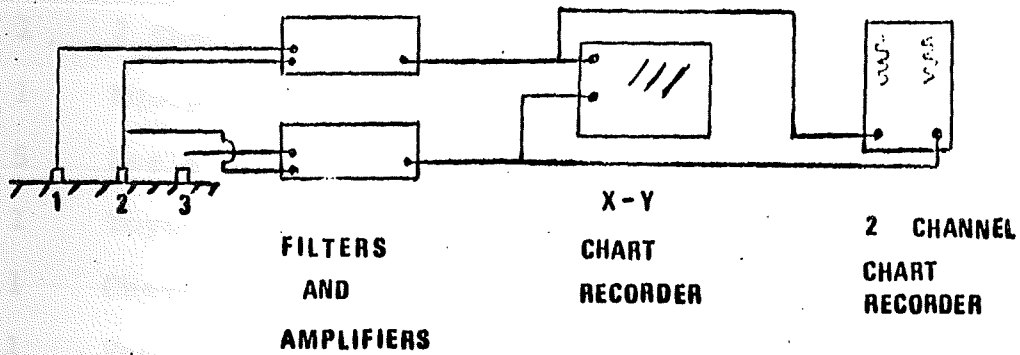 1 2 3
FILTERS
AND
AMPLIFIERS
X-Y
CHART
RECORDER
2 CHANNEL
CHART
RECORDER